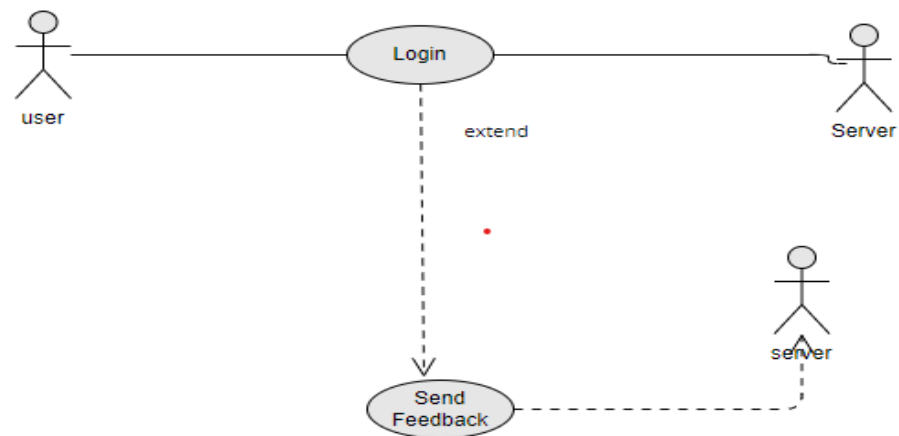 Login
user
Server
extend
server
Send
Feedback